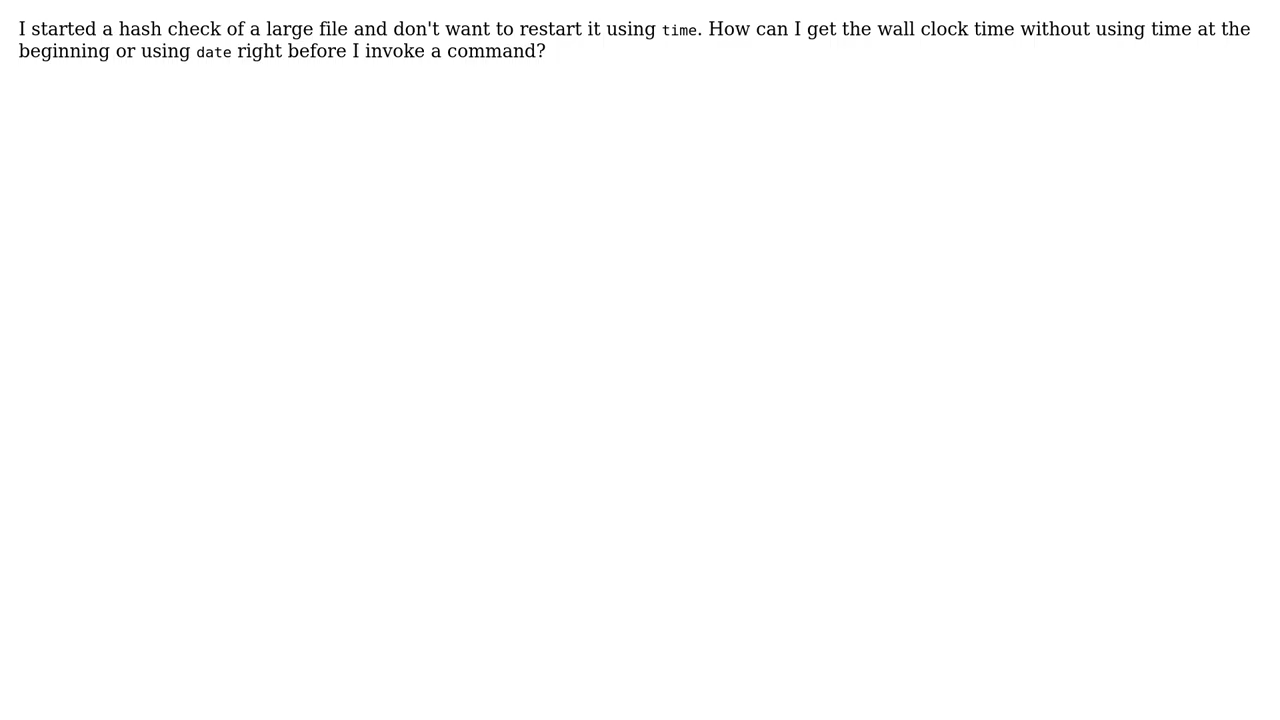 I started a hash check of a large file and don't want to restart it using time. How can I get the wall clock time without using time at the
beginning or using date right before I invoke a command?